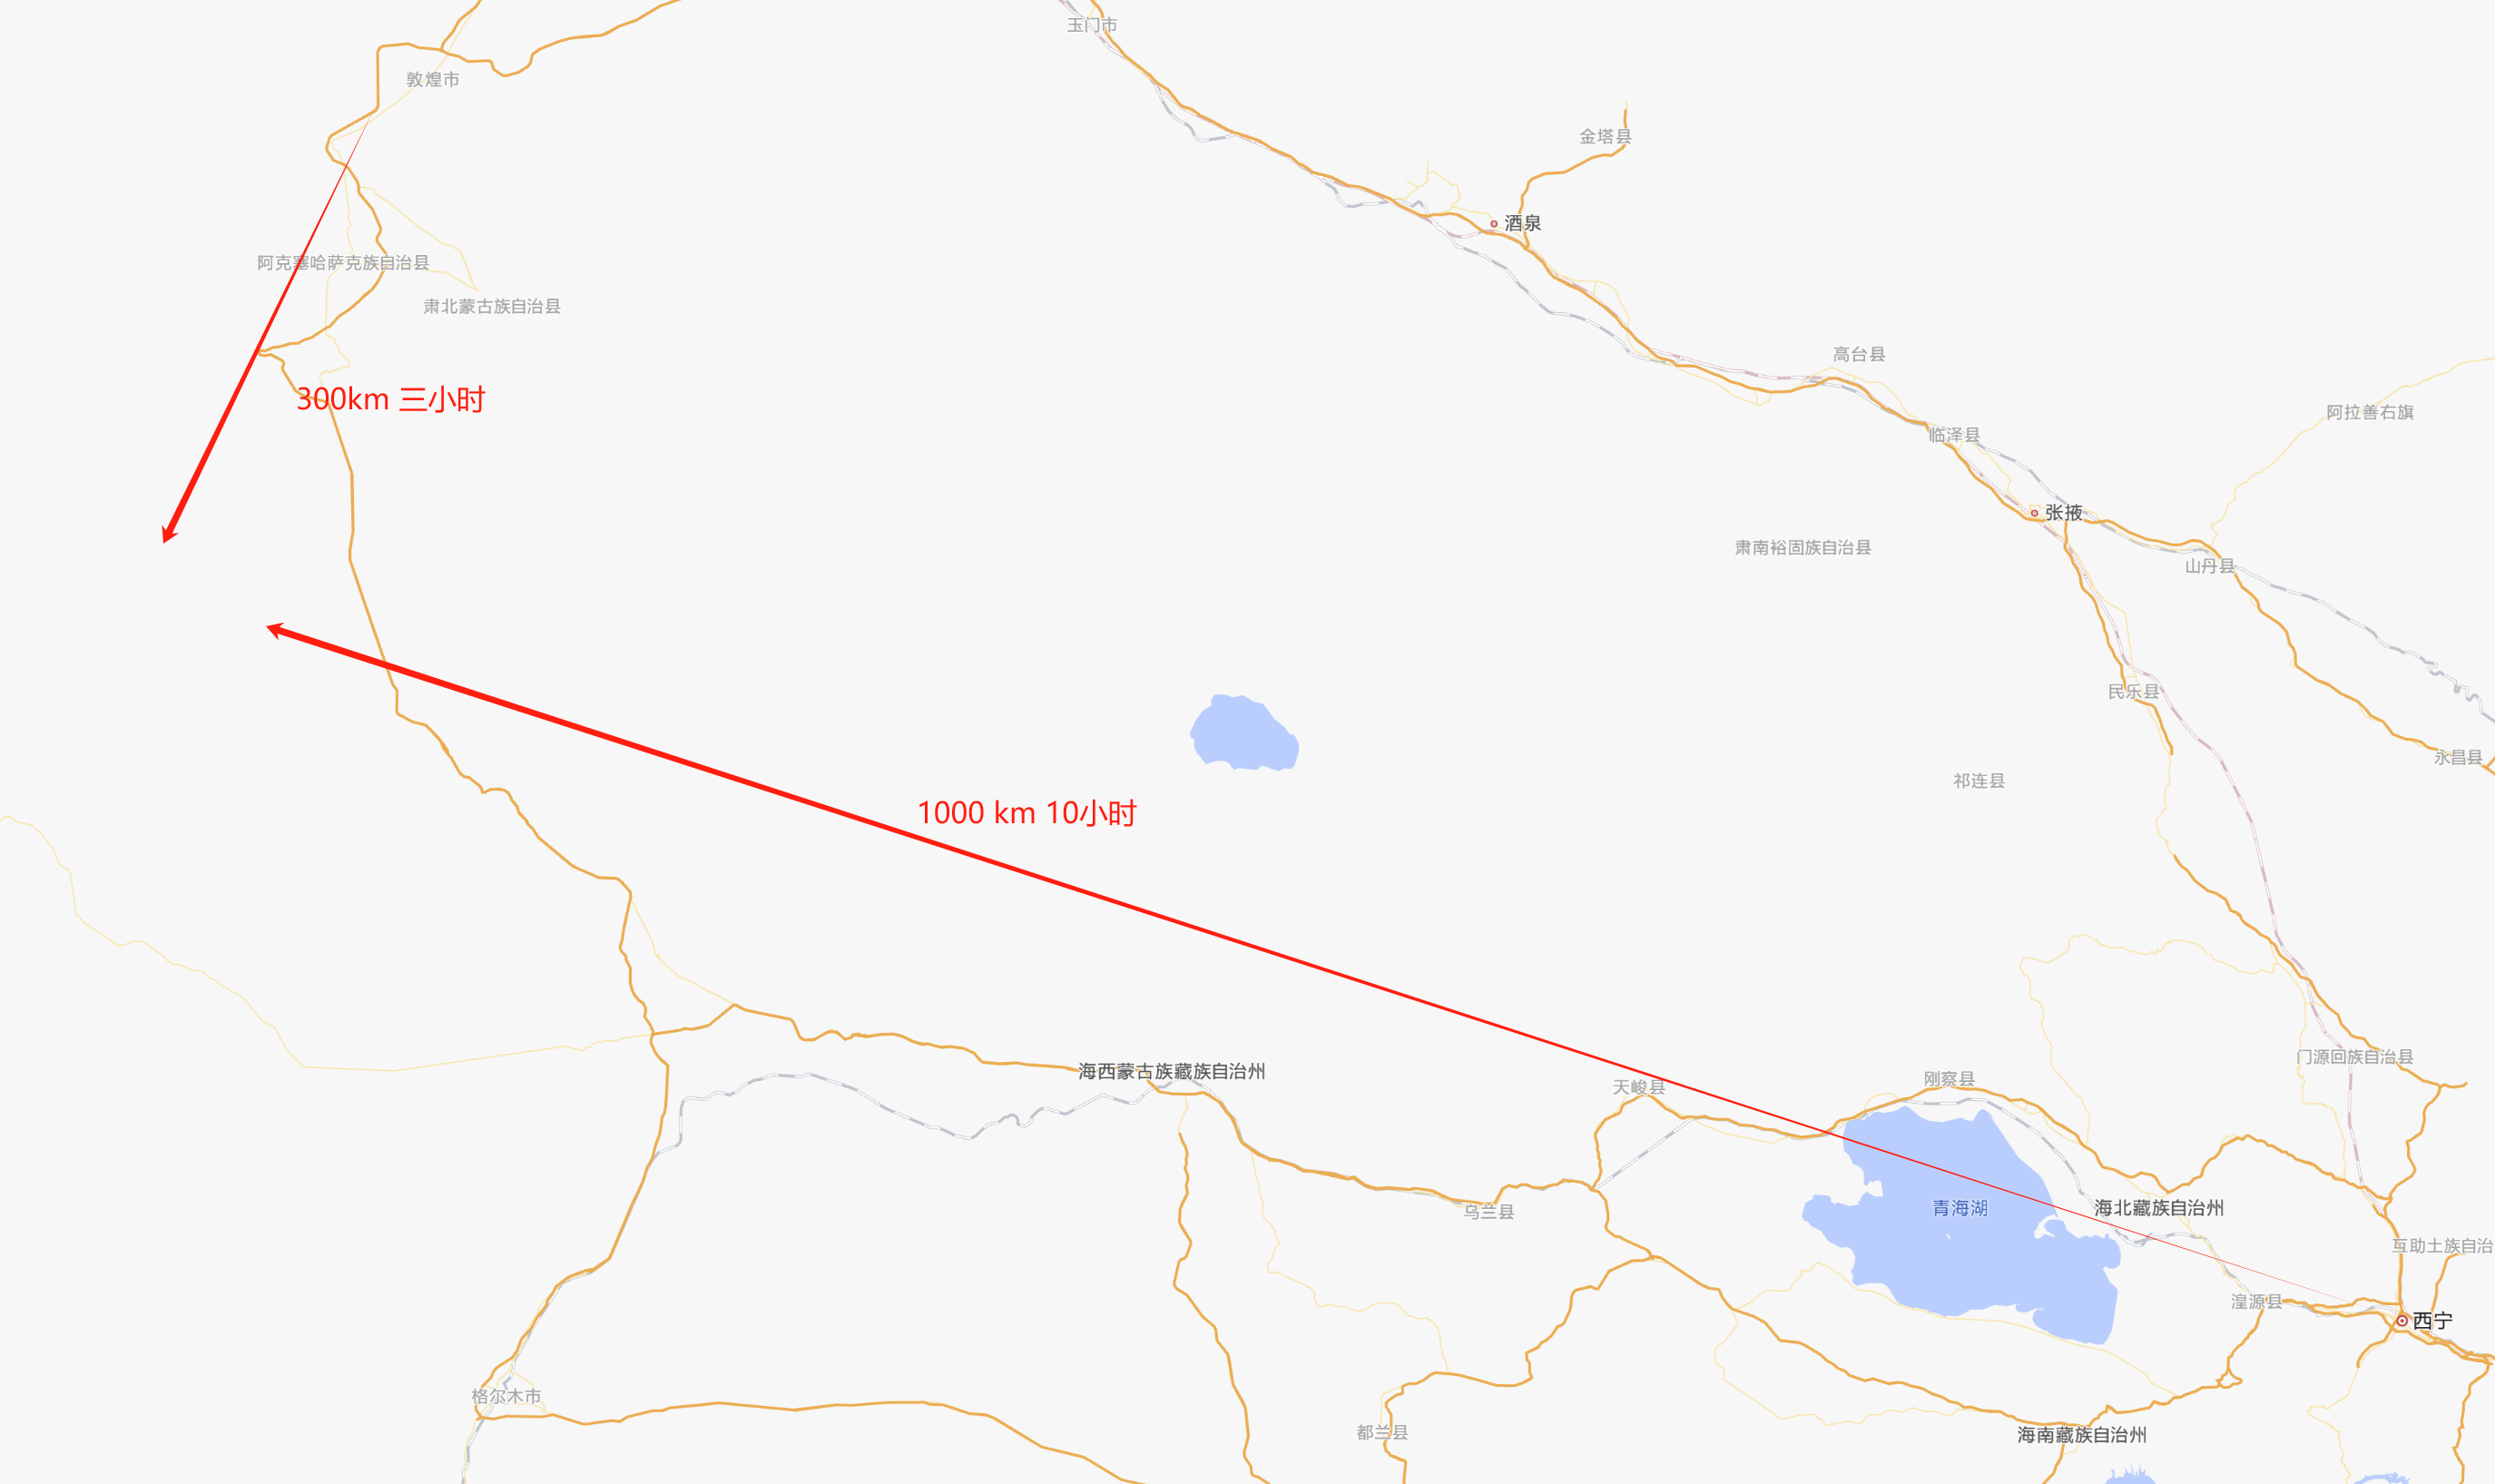 玉门市
敦煌市
金塔县
酒泉
阿克塞哈萨克族自治县
肃北蒙古族自治县
高台县
300km 三小时
阿拉善右旗
临泽县
张掖
肃南裕固族自治县
山丹县
民乐县
永昌县
祁连县
1000 km 10小时
门源回族自治县
海西蒙古族藏族自治州
刚察县
天峻县
青海湖
海北藏族自治州
乌兰县
互助土族自治
湟源县
西宁
格尔木市
都兰县
海南藏族自治州